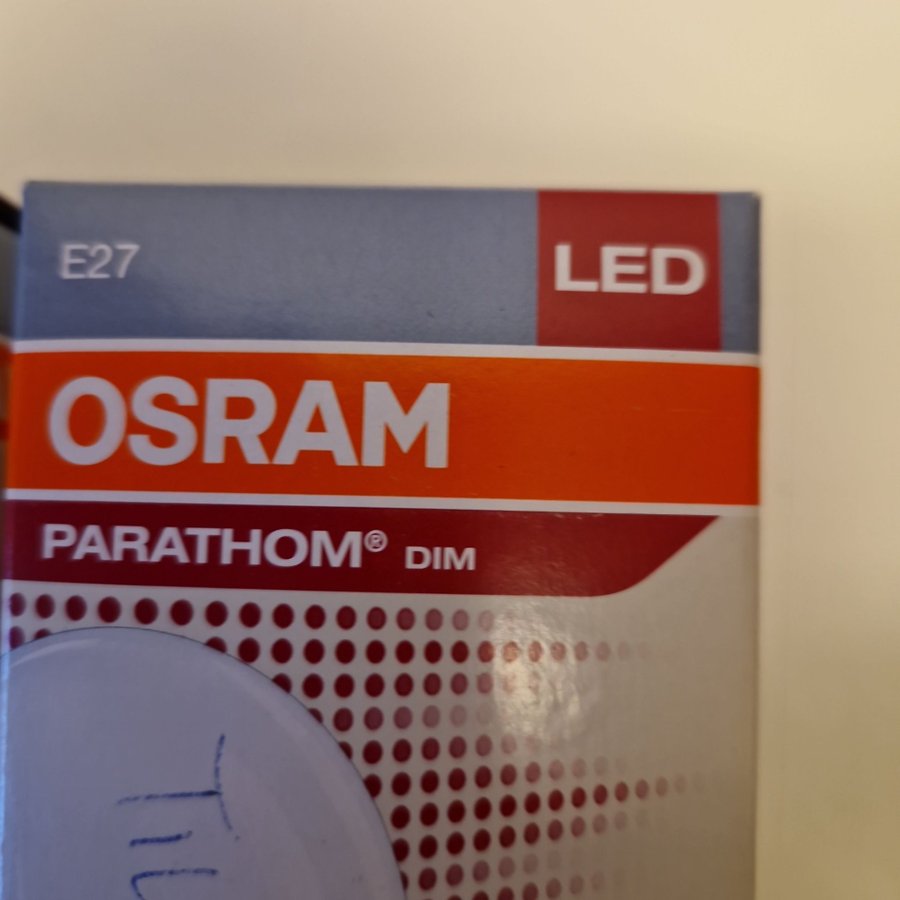 E27
LED
OSRAM
PARATHOM® DIM